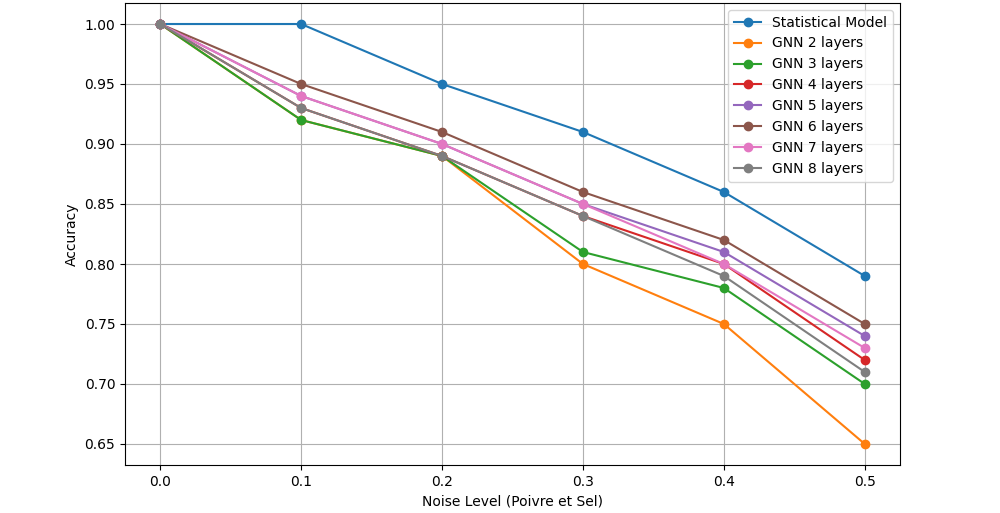 1.00
0.95
0.90
0.85
0.80
0.75
0.70
0.65
Accuracy
0.0 0.1 0.2 0.3 0.4 0.5
Noise Level (Poivre et Sel)
Statistical Model
GNN 2 layers
GNN 3 layers
GNN 4 layers
GNN 5 layers
GNN 6 layers
GNN 7 layers
GNN 8 layers